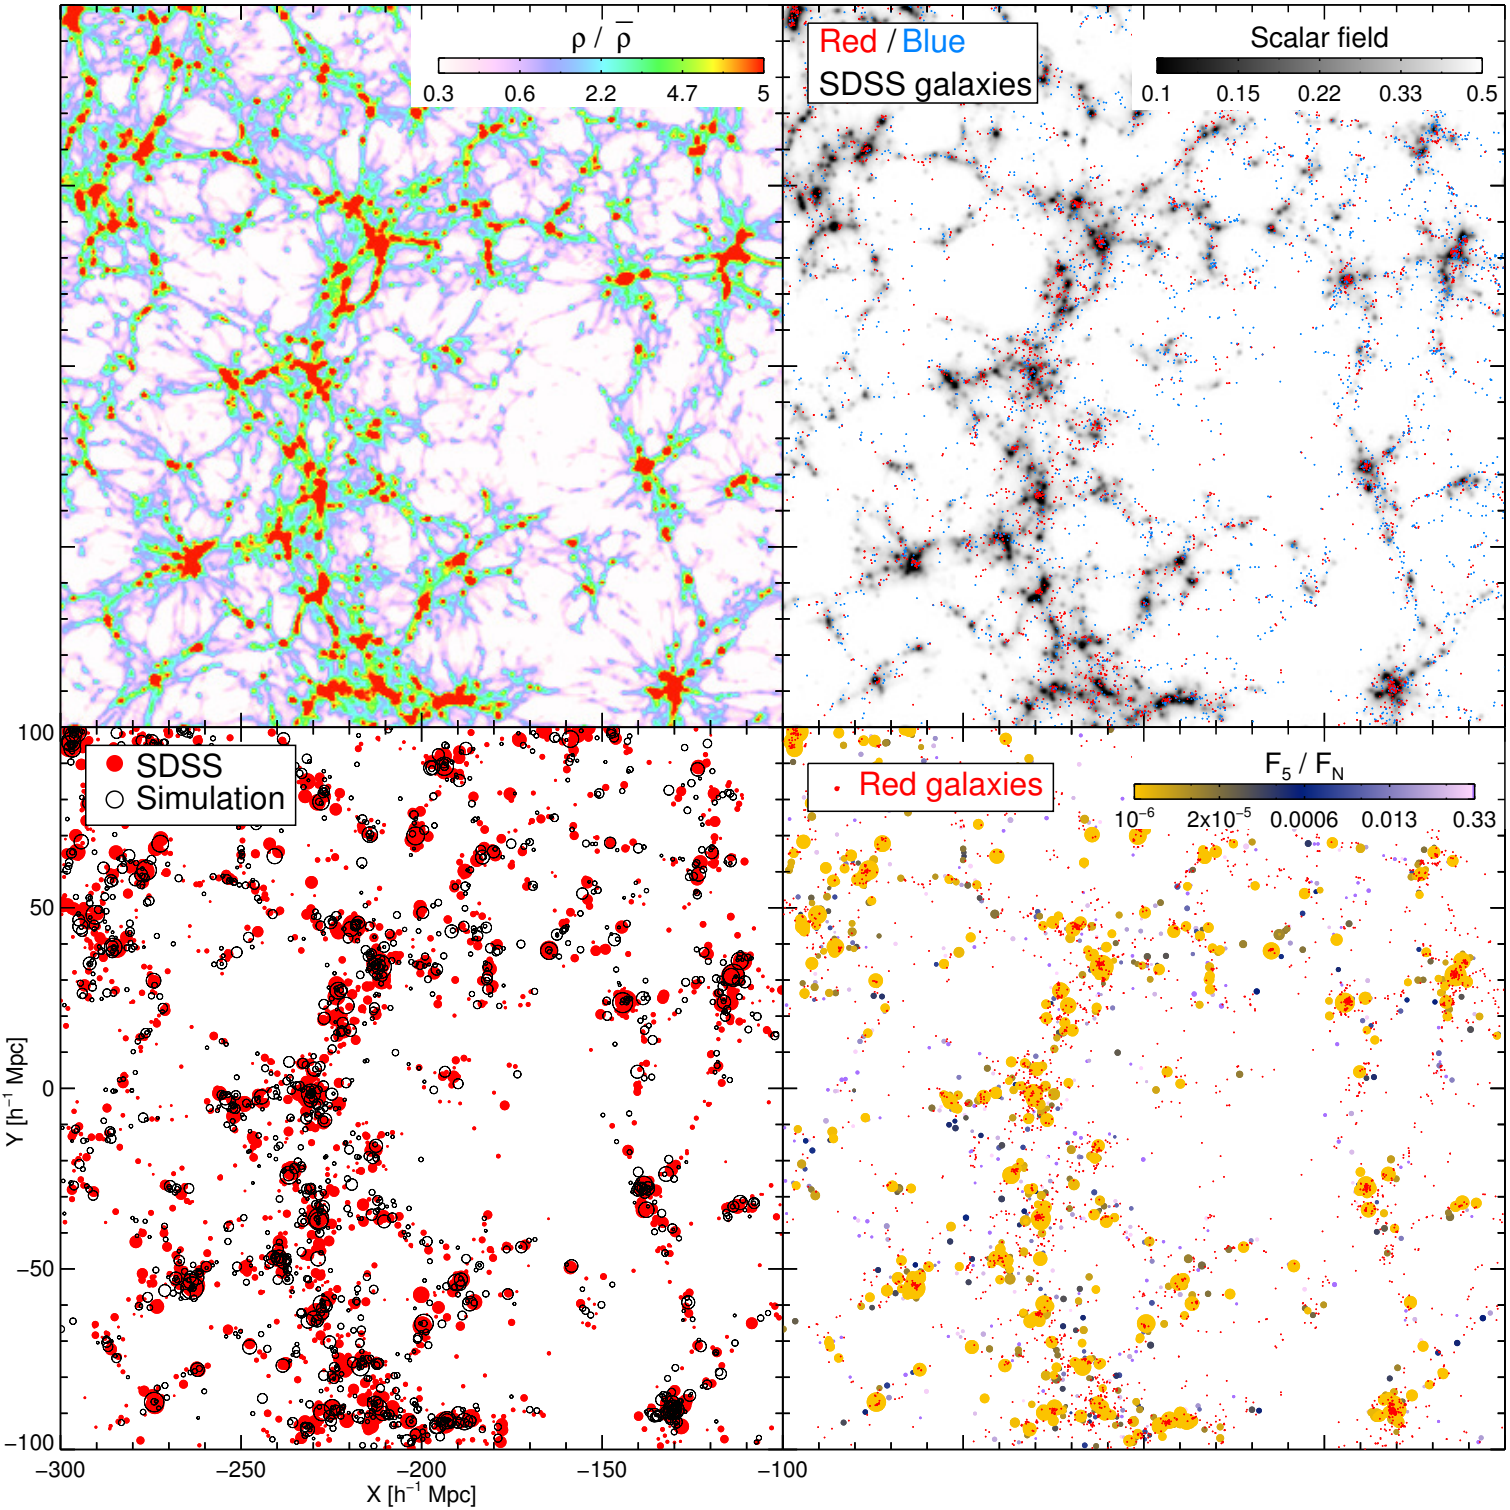 ρ / ρ̅
0.3 0.6 2.2 4.7 5
Red / Blue
SDSS galaxies
Scalar field
0.1 0.15 0.22 0.33 0.5
SDSS
Simulation
100
50
0
−50
−100
Y [h⁻¹ Mpc]
−300 −250 −200 −150 −100
X [h⁻¹ Mpc]
Red galaxies
F₅ / F_N
10⁻⁶ 2x10⁻⁵ 0.0006 0.013 0.33